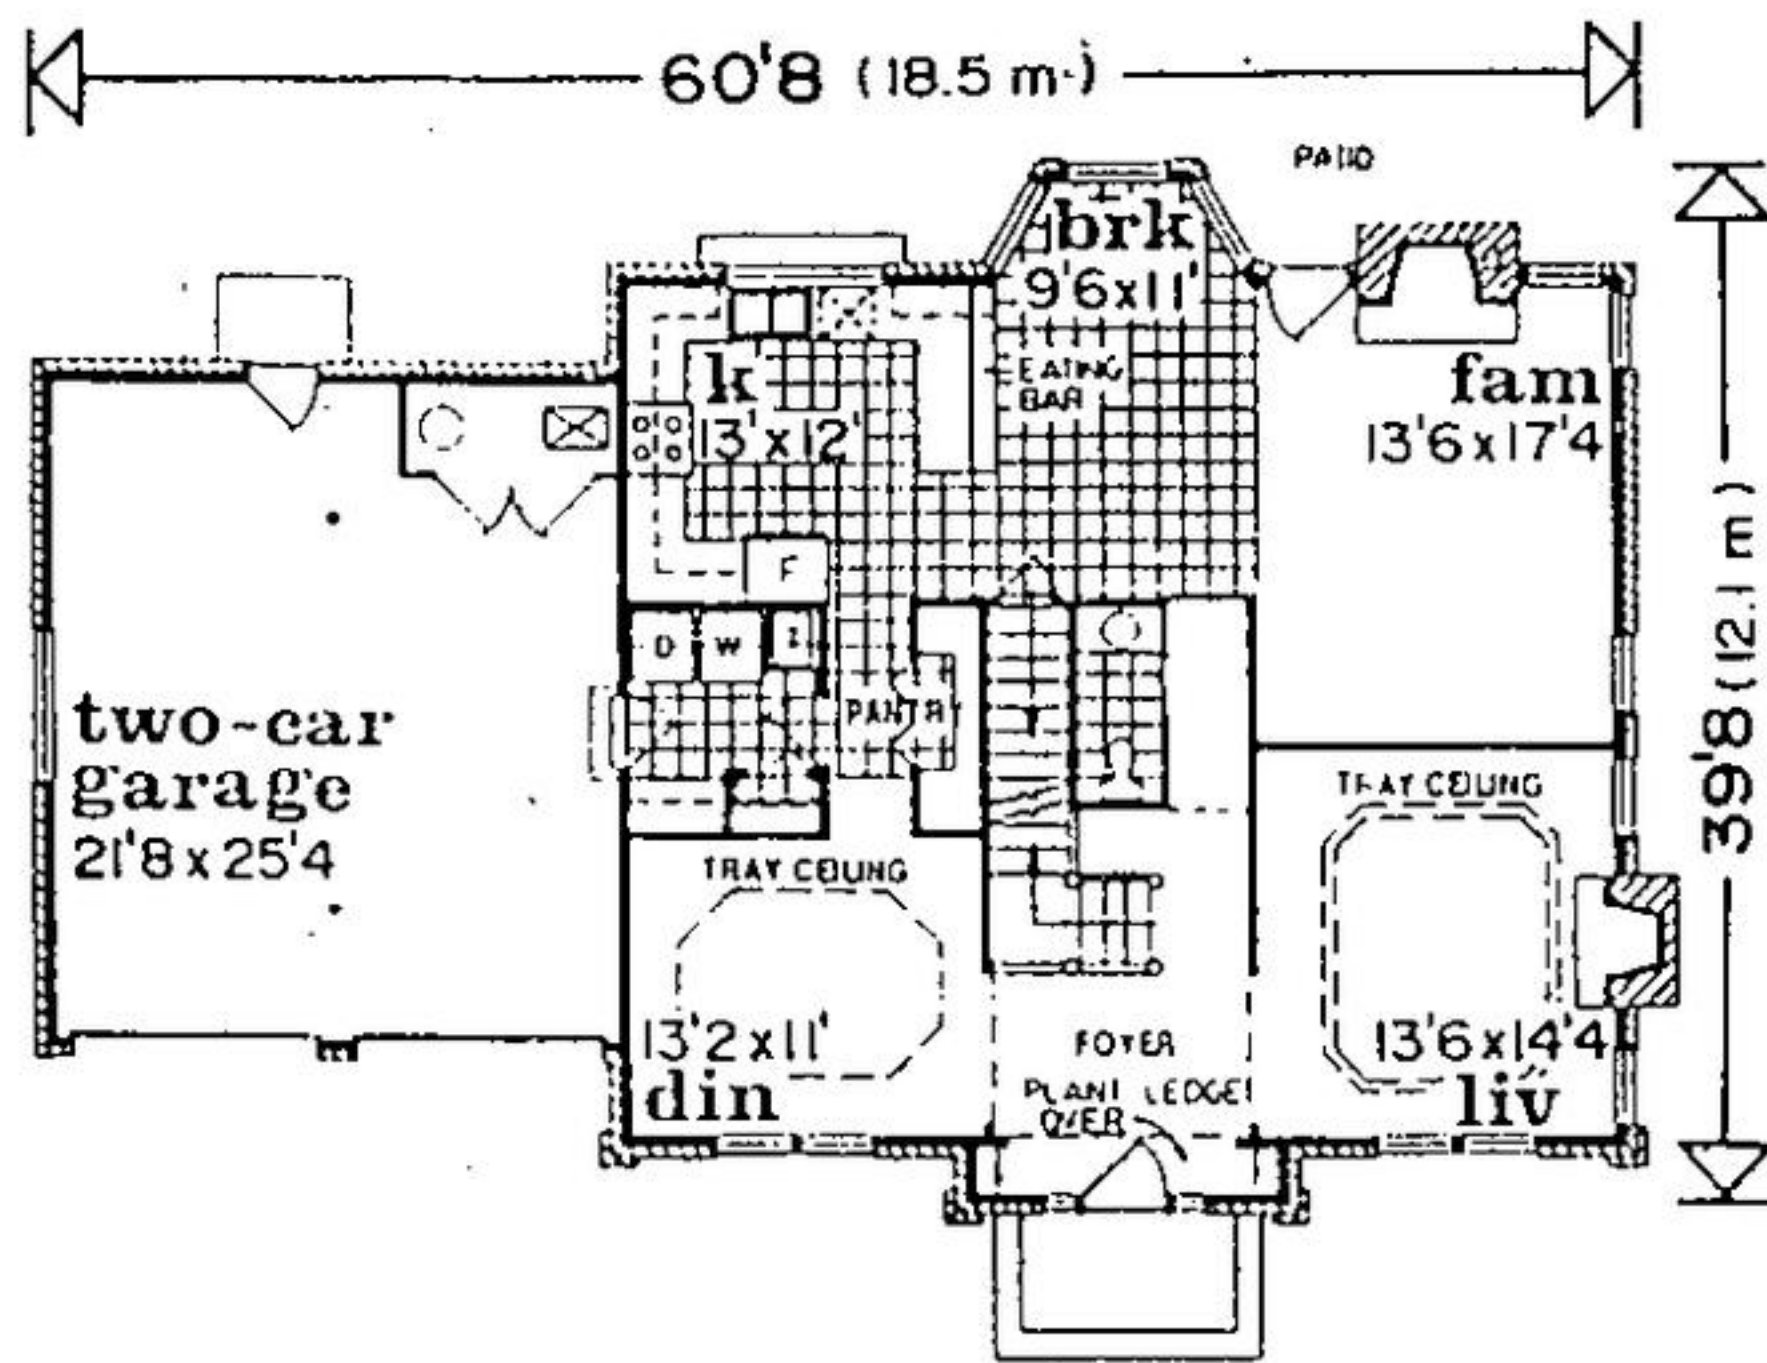 60'8 (18.5 m.)
PATIO
brk
9'6x11'
EATING
BAR
k
13'x12'
fam
13'6x17'4
39'8 (12.1 m)
F
D W
PANTR
two-car
garage
21'8x25'4
TRAY CEILING
TRAY CEILING
13'2x11'
din
FOYER
PLANT LEDGE
OVER
13'6x14'4
liv